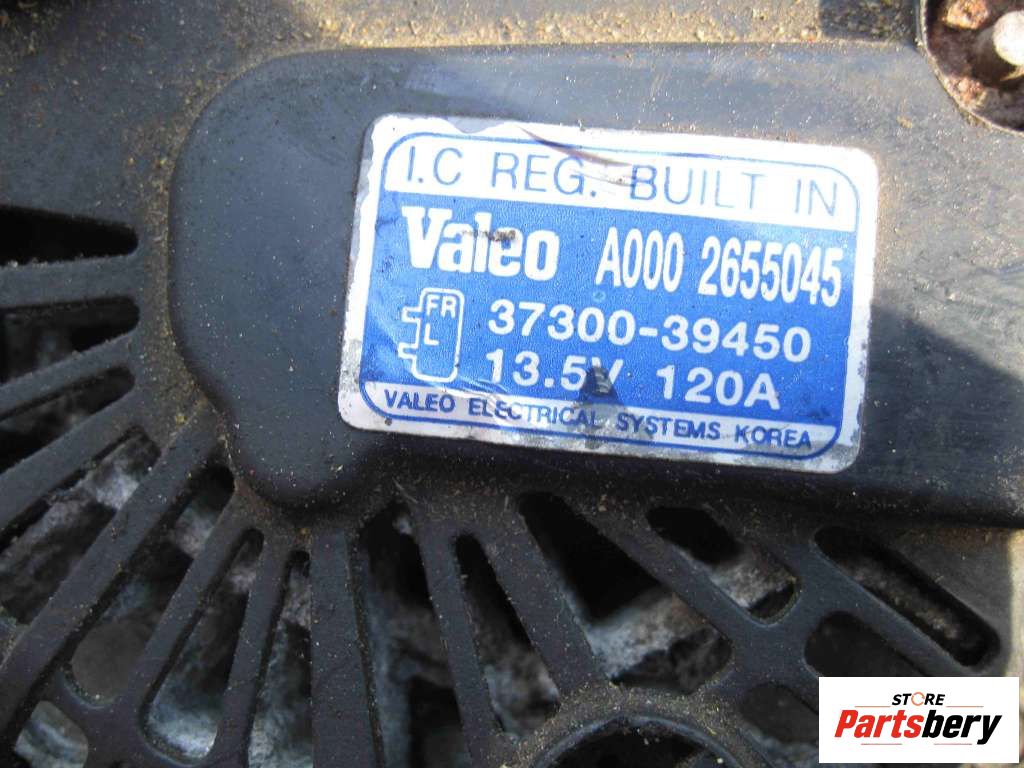 I.C REG. BUILT IN
Valeo A000 2655045
FR 37300-39450
L 13.5V 120A
VALEO ELECTRICAL SYSTEMS KOREA
STORE
Partsbery